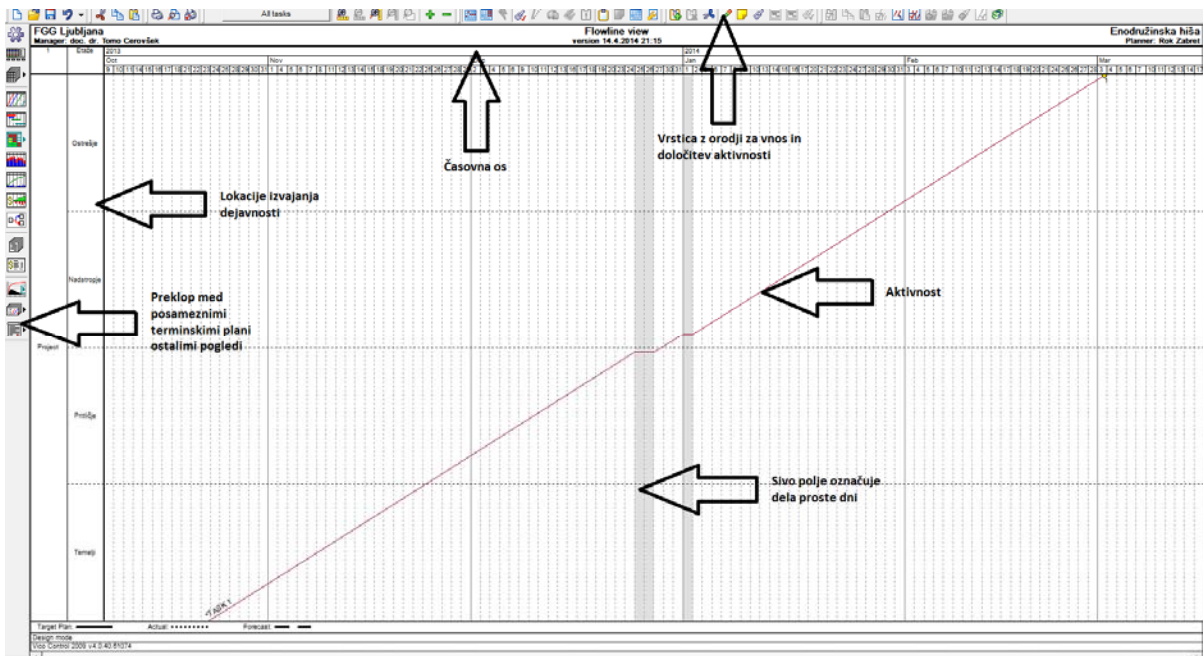 All tasks
FGG Ljubljana
Flowline view
Enodružinska hiša
Manager: doc. dr. Tomo Cerovšek
version 14.4.2014 21:15
Planner: Rok Zabret
1
Etaže
2013
2014
Oct
Nov
Jan
Feb
Mar
Ostrešje
Časovna os
Vrstica z orodji za vnos in
določitev aktivnosti
Lokacije izvajanja
dejavnosti
Nadstropje
Preklop med
posameznimi
terminskimi plani
ostalimi pogledi
Aktivnost
Project
Pritličje
Sivo polje označuje
dela proste dni
Temelji
TASK 1
Target Plan:
Actual:
Forecast:
Design mode
Vico Control 2009 v4.0.40.51074